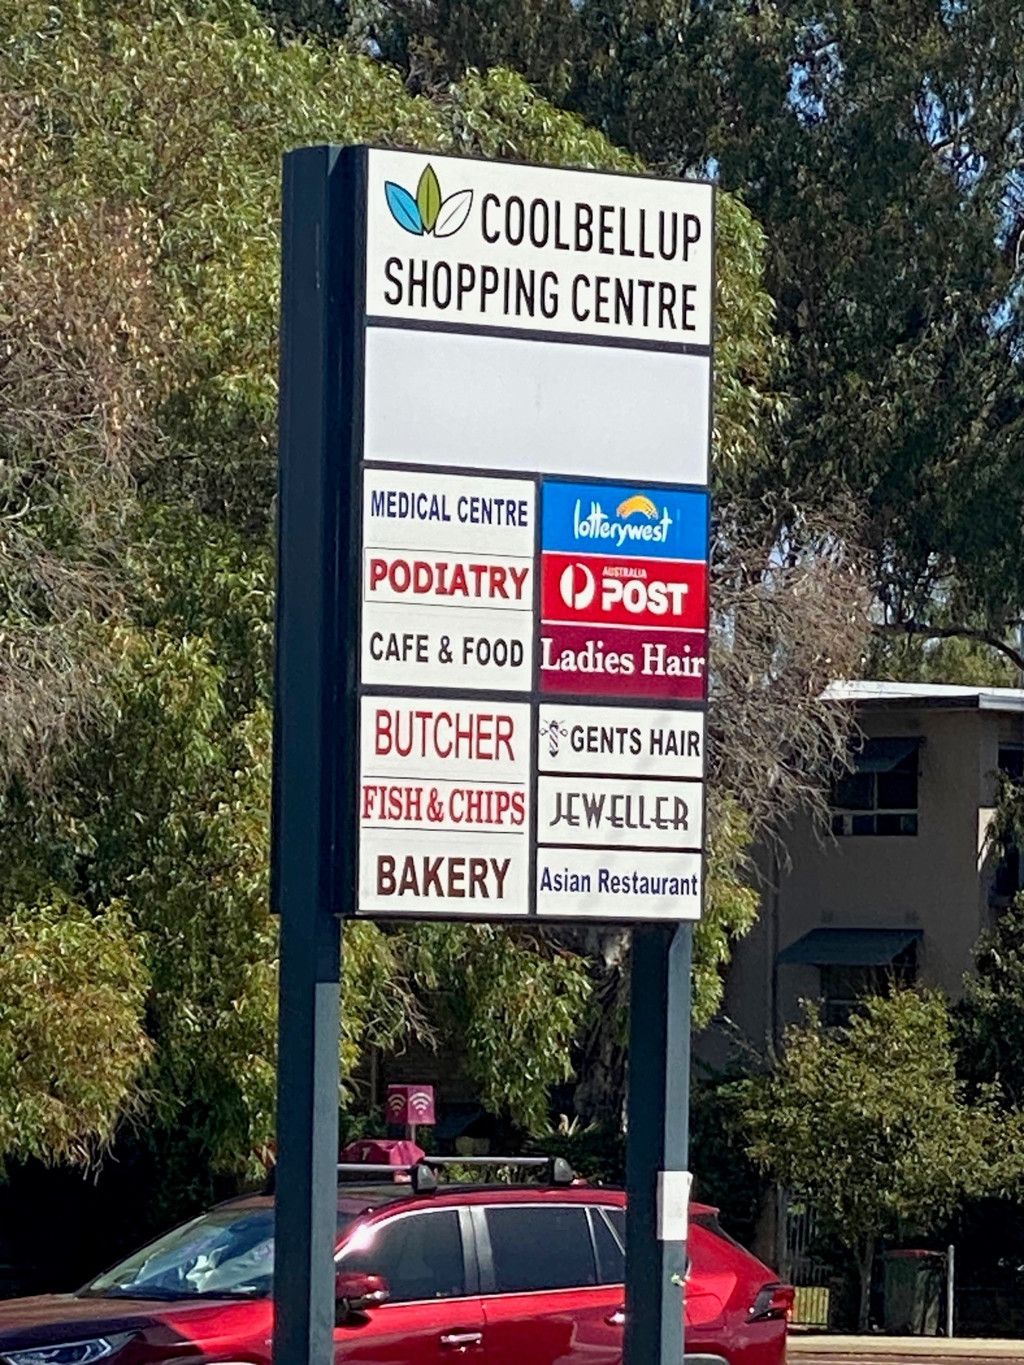 COOLBELLUP
SHOPPING CENTRE
MEDICAL CENTRE
PODIATRY
CAFE & FOOD
lotterywest
AUSTRALIA
POST
Ladies Hair
BUTCHER
FISH & CHIPS
BAKERY
GENTS HAIR
JEWELLER
Asian Restaurant